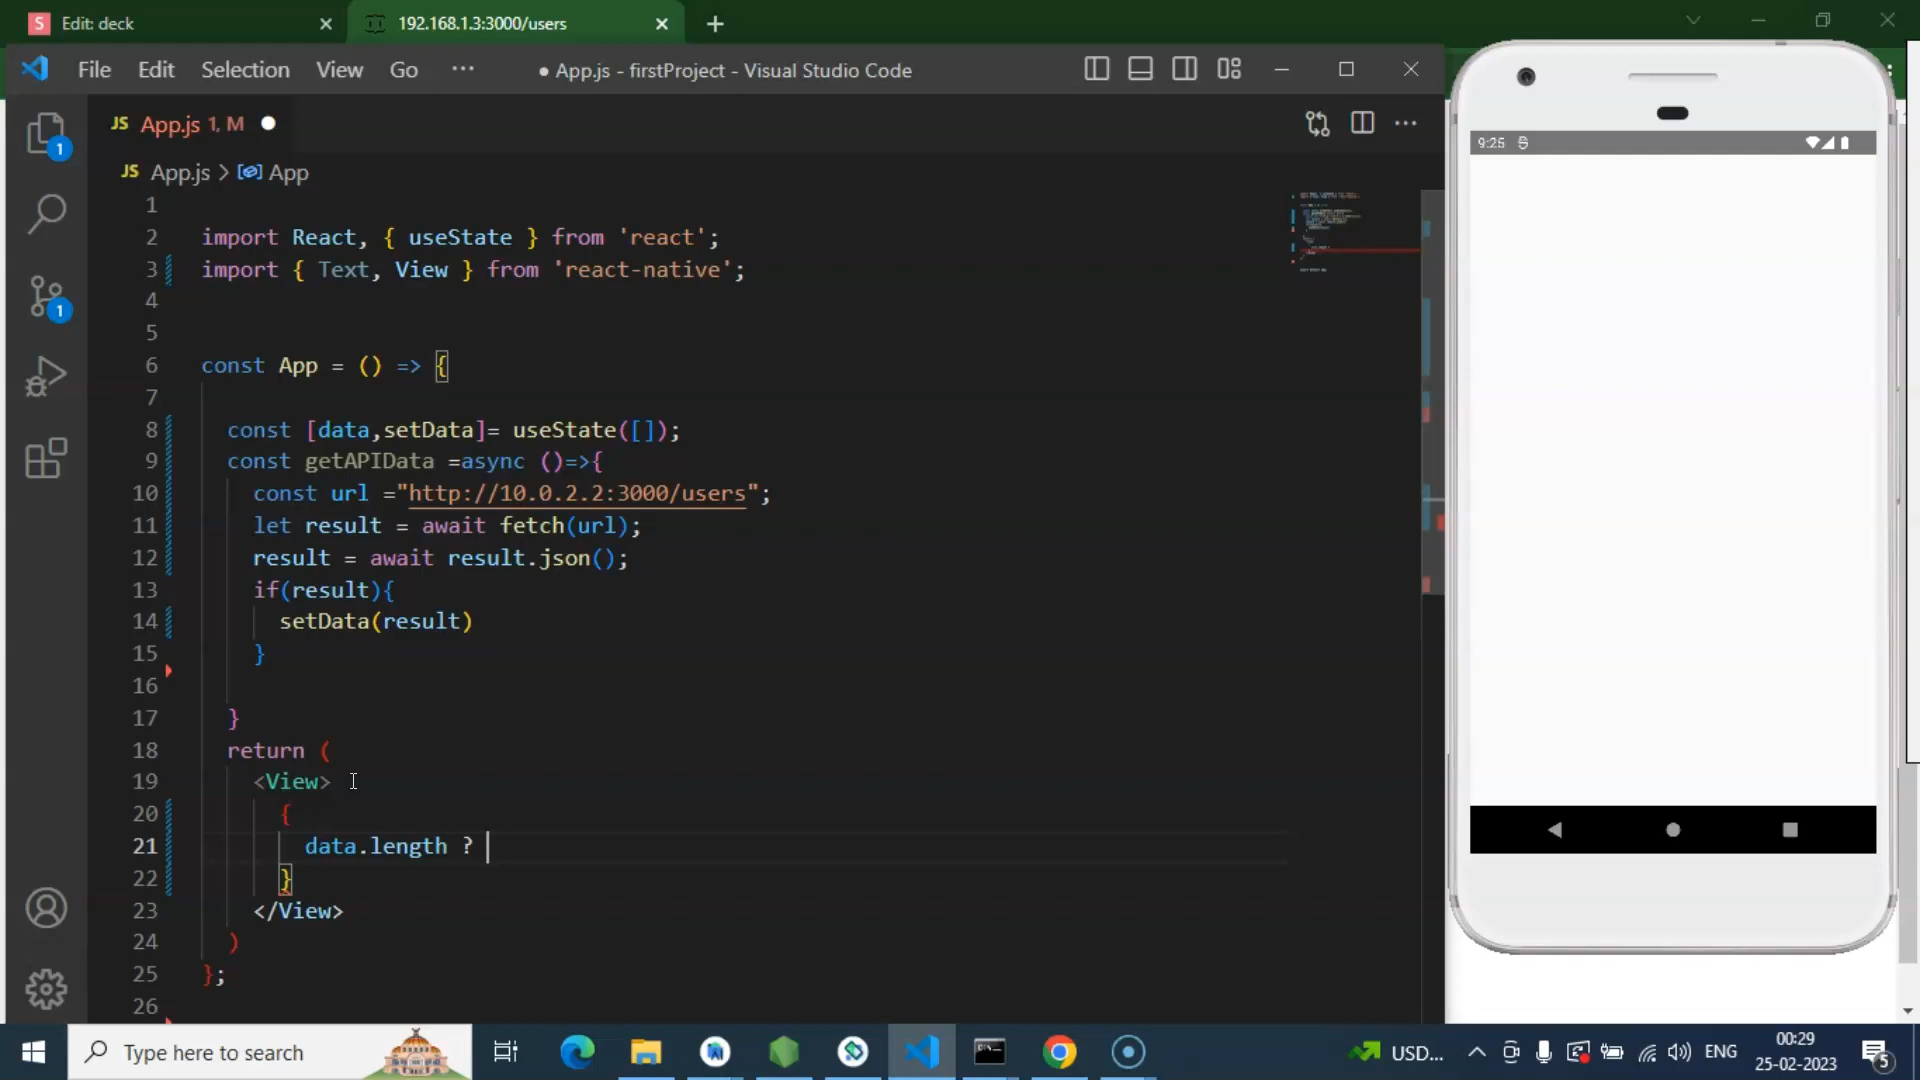 S Edit: deck
192.168.1.3:3000/users
File Edit Selection View Go ··· ● App.js - firstProject - Visual Studio Code
JS App.js 1, M ●
JS App.js > App
1
2 import React, { useState } from 'react';
3 import { Text, View } from 'react-native';
4
5
6 const App = () => {
7
8 const [data,setData]= useState([]);
9 const getAPIData =async ()=>{
10 const url ="http://10.0.2.2:3000/users";
11 let result = await fetch(url);
12 result = await result.json();
13 if(result){
14 setData(result)
15 }
16
17 }
18 return (
19 <View>
20 {
21 data.length ?
22 }
23 </View>
24 )
25 };
26
1
1
9:25
Type here to search
USD...
ENG
00:29
25-02-2023
5